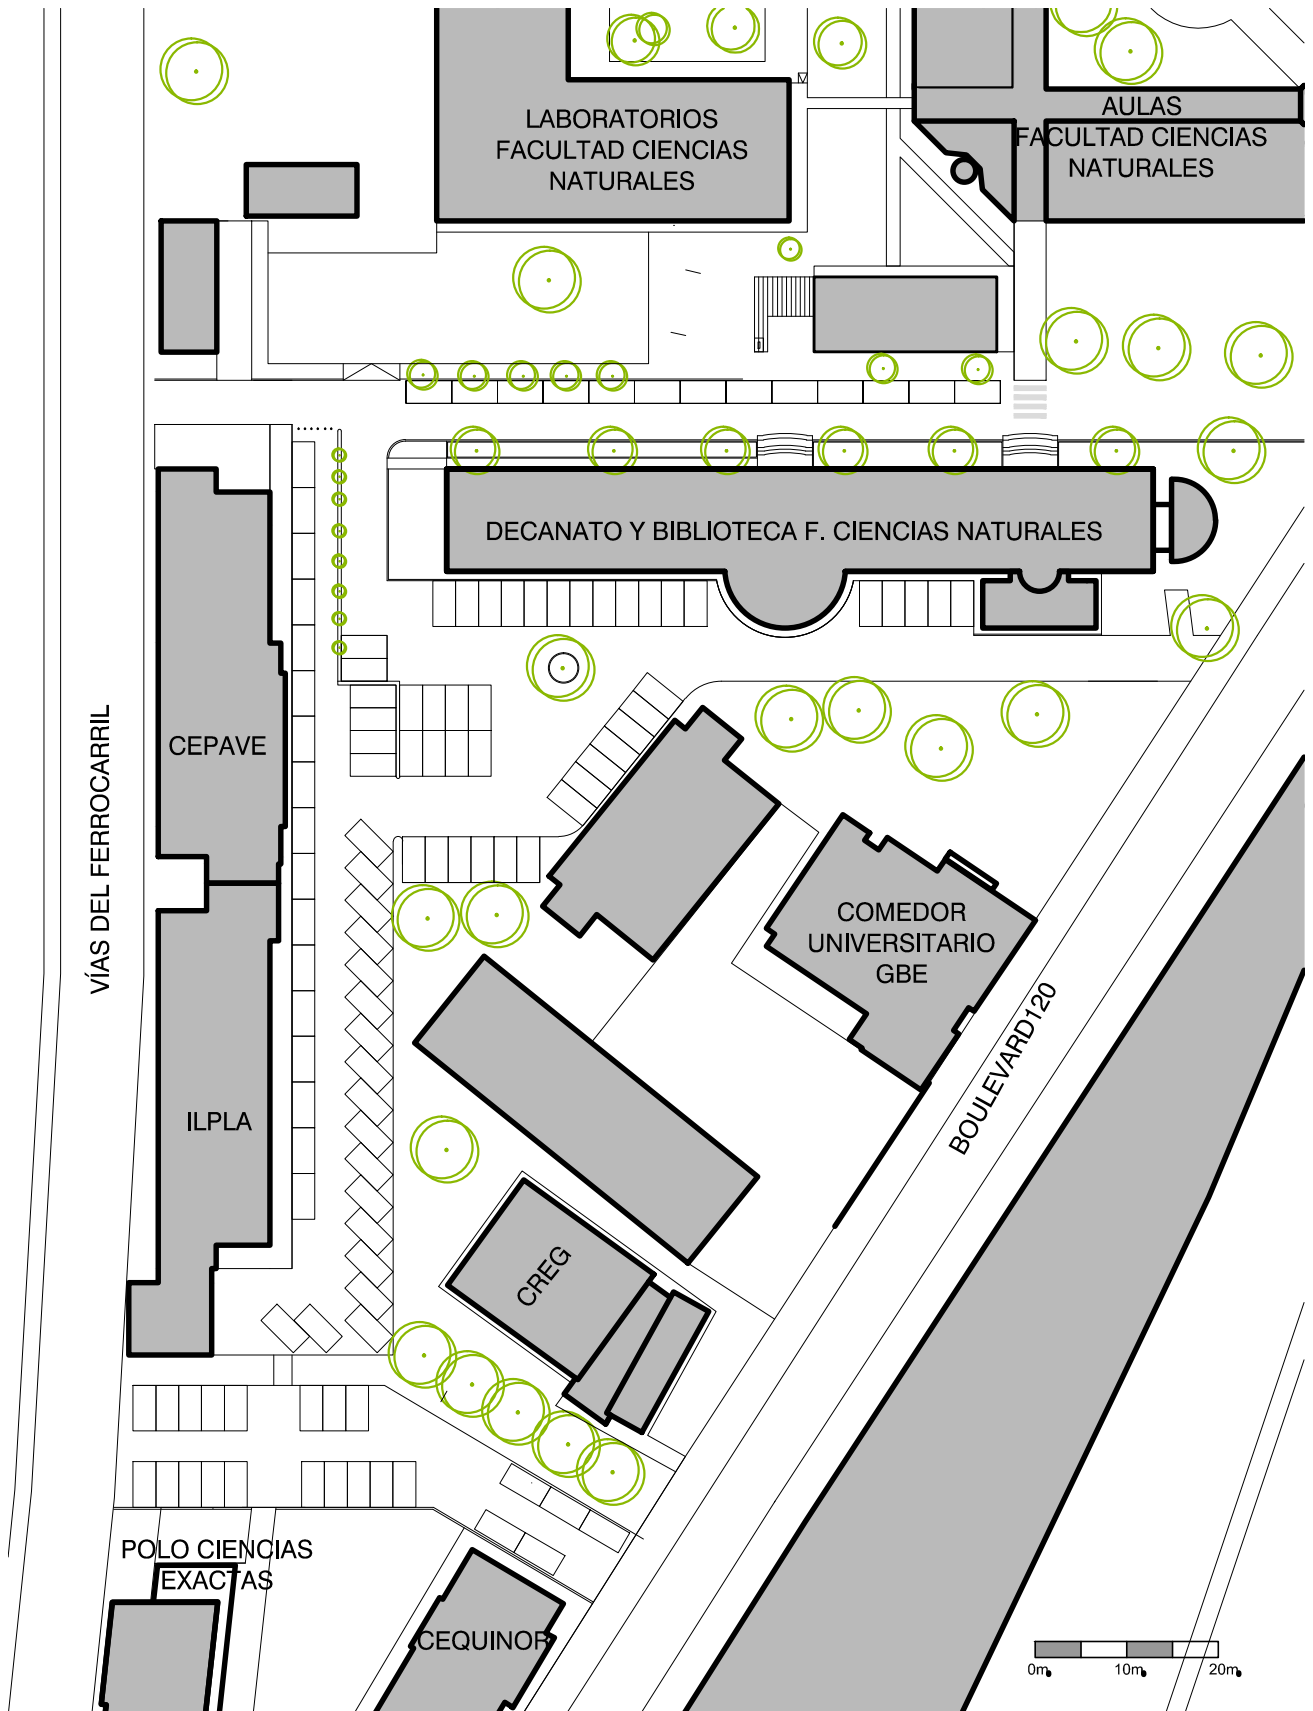 LABORATORIOS
FACULTAD CIENCIAS
NATURALES
AULAS
FACULTAD CIENCIAS
NATURALES
DECANATO Y BIBLIOTECA F. CIENCIAS NATURALES
CEPAVE
VÍAS DEL FERROCARRIL
COMEDOR
UNIVERSITARIO
GBE
BOULEVARD120
ILPLA
CREG
POLO CIENCIAS
EXACTAS
CEQUINOR
0m.
10m.
20m.